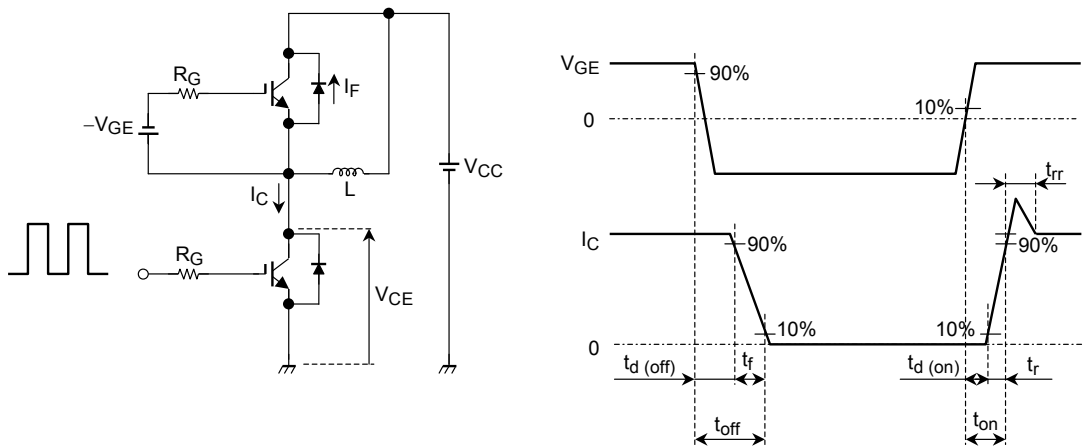 R_G
I_F
–V_GE
V_CC
I_C
L
R_G
V_CE
V_GE
90%
10%
0
t_rr
I_C
90%
90%
10%
10%
0
t_d (off)
t_f
t_d (on)
t_r
t_off
t_on